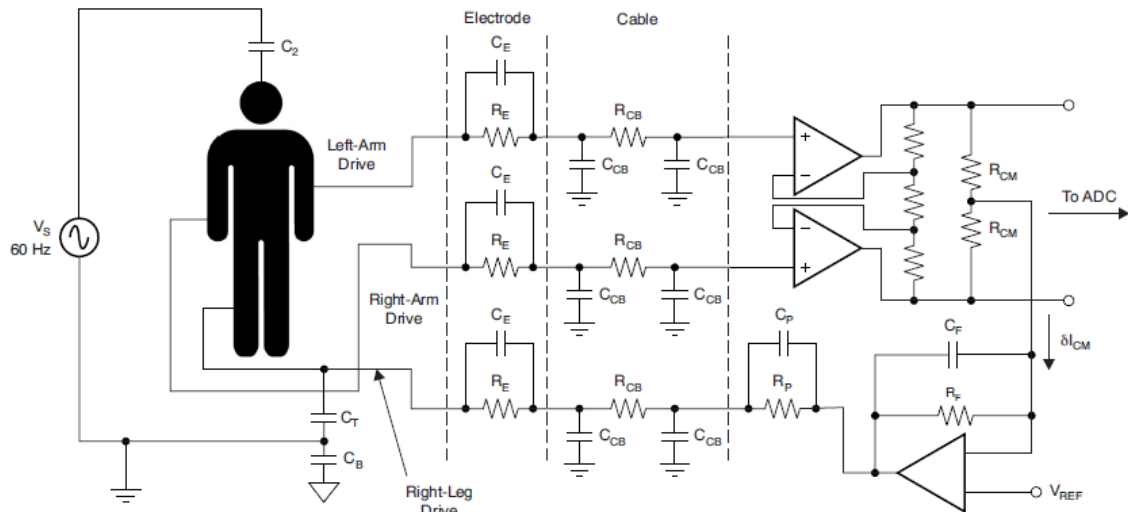 Electrode
Cable
C2
CE
RE
RCB
CCB
CCB
Left-Arm
Drive
VS
60 Hz
CE
RE
RCB
CCB
CCB
Right-Arm
Drive
CE
RE
RCB
CCB
CCB
CP
RP
RCM
RCM
To ADC
CF
δICM
RF
VREF
CT
CB
Right-Leg